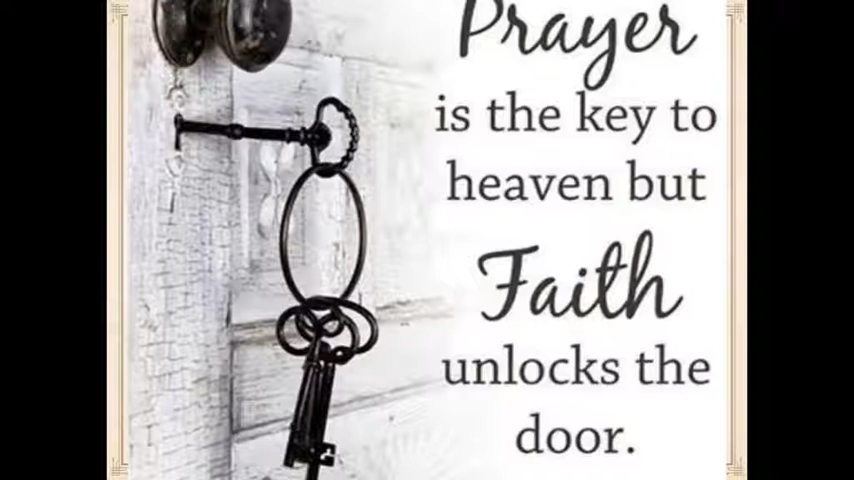 Prayer
is the key to
heaven but
Faith
unlocks the
door.